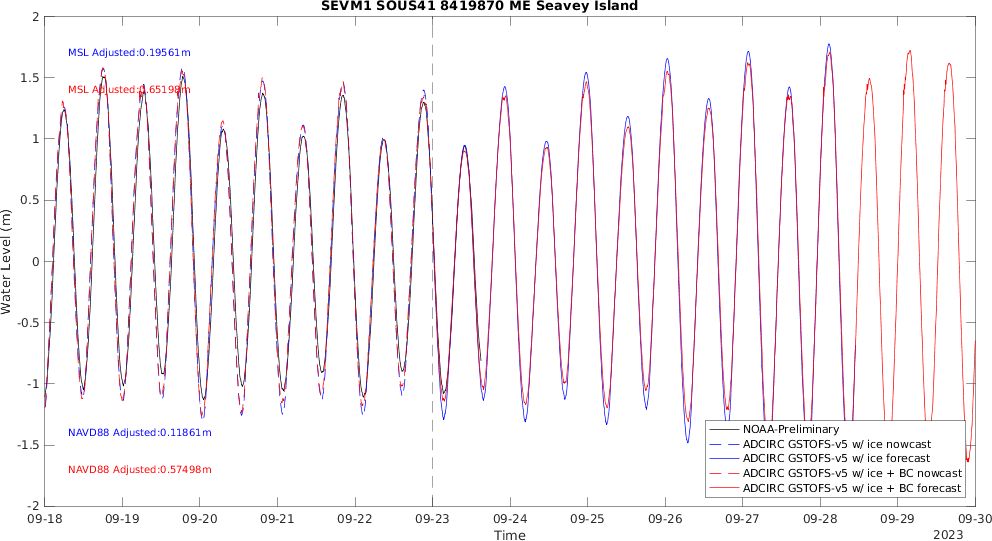 SEVM1 SOUS41 8419870 ME Seavey Island
2
1.5
1
0.5
0
-0.5
-1
-1.5
-2
Water Level (m)
MSL Adjusted:0.19561m
MSL Adjusted:0.65198m
NAVD88 Adjusted:0.11861m
NAVD88 Adjusted:0.57498m
NOAA-Preliminary
ADCIRC GSTOFS-v5 w/ ice nowcast
ADCIRC GSTOFS-v5 w/ ice forecast
ADCIRC GSTOFS-v5 w/ ice + BC nowcast
ADCIRC GSTOFS-v5 w/ ice + BC forecast
09-18 09-19 09-20 09-21 09-22 09-23 09-24 09-25 09-26 09-27 09-28 09-29 09-30
Time
2023